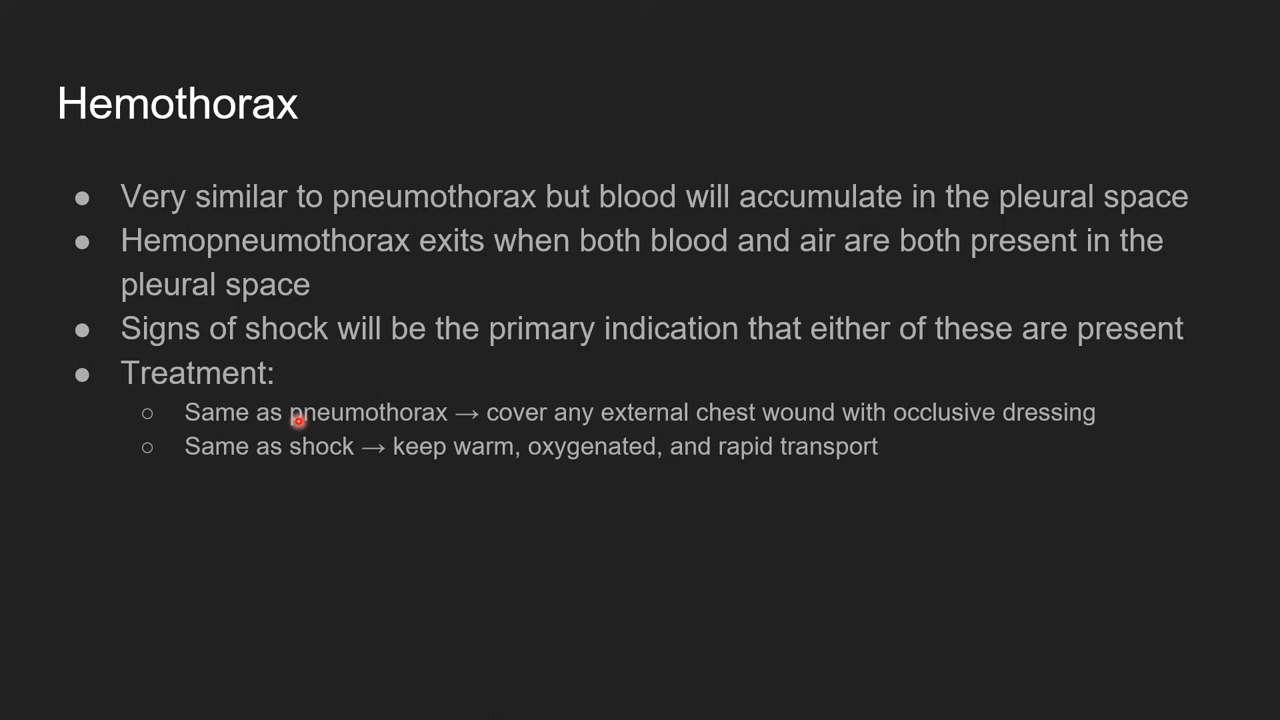 Hemothorax
● Very similar to pneumothorax but blood will accumulate in the pleural space
● Hemopneumothorax exits when both blood and air are both present in the
pleural space
● Signs of shock will be the primary indication that either of these are present
● Treatment:
○ Same as pneumothorax → cover any external chest wound with occlusive dressing
○ Same as shock → keep warm, oxygenated, and rapid transport